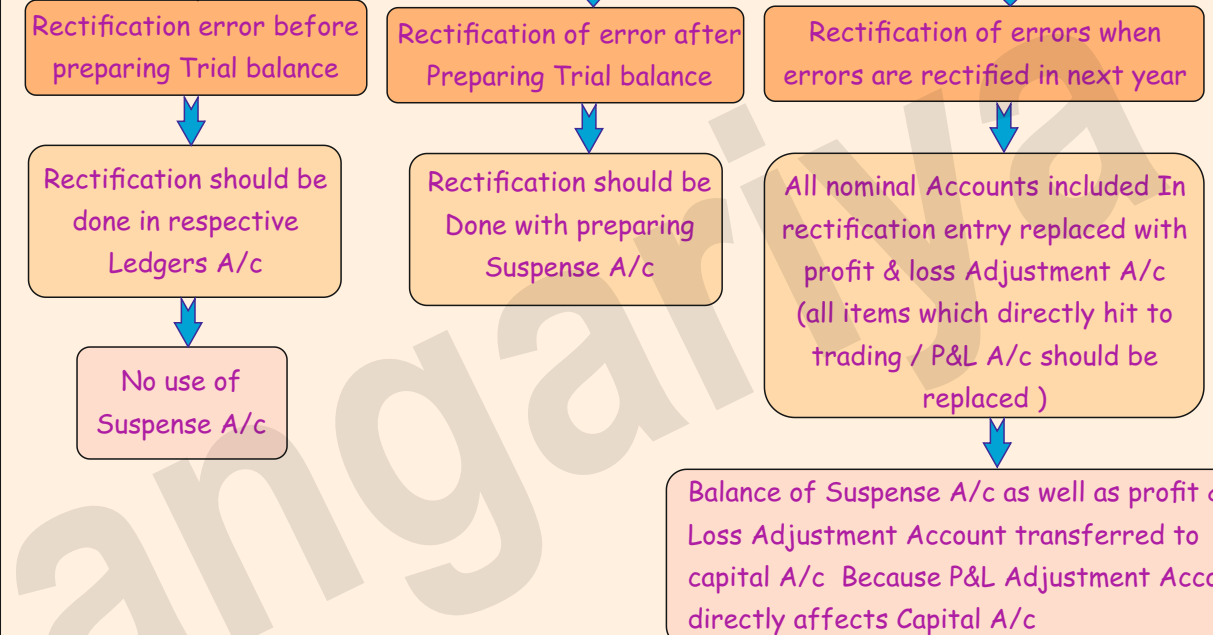 Rectification error before
preparing Trial balance
Rectification should be
done in respective
Ledgers A/c
No use of
Suspense A/c
Rectification of error after
Preparing Trial balance
Rectification should be
Done with preparing
Suspense A/c
Rectification of errors when
errors are rectified in next year
All nominal Accounts included In
rectification entry replaced with
profit & loss Adjustment A/c
(all items which directly hit to
trading / P&L A/c should be
replaced )
Balance of Suspense A/c as well as profit &
Loss Adjustment Account transferred to
capital A/c Because P&L Adjustment Acco
directly affects Capital A/c
angariya